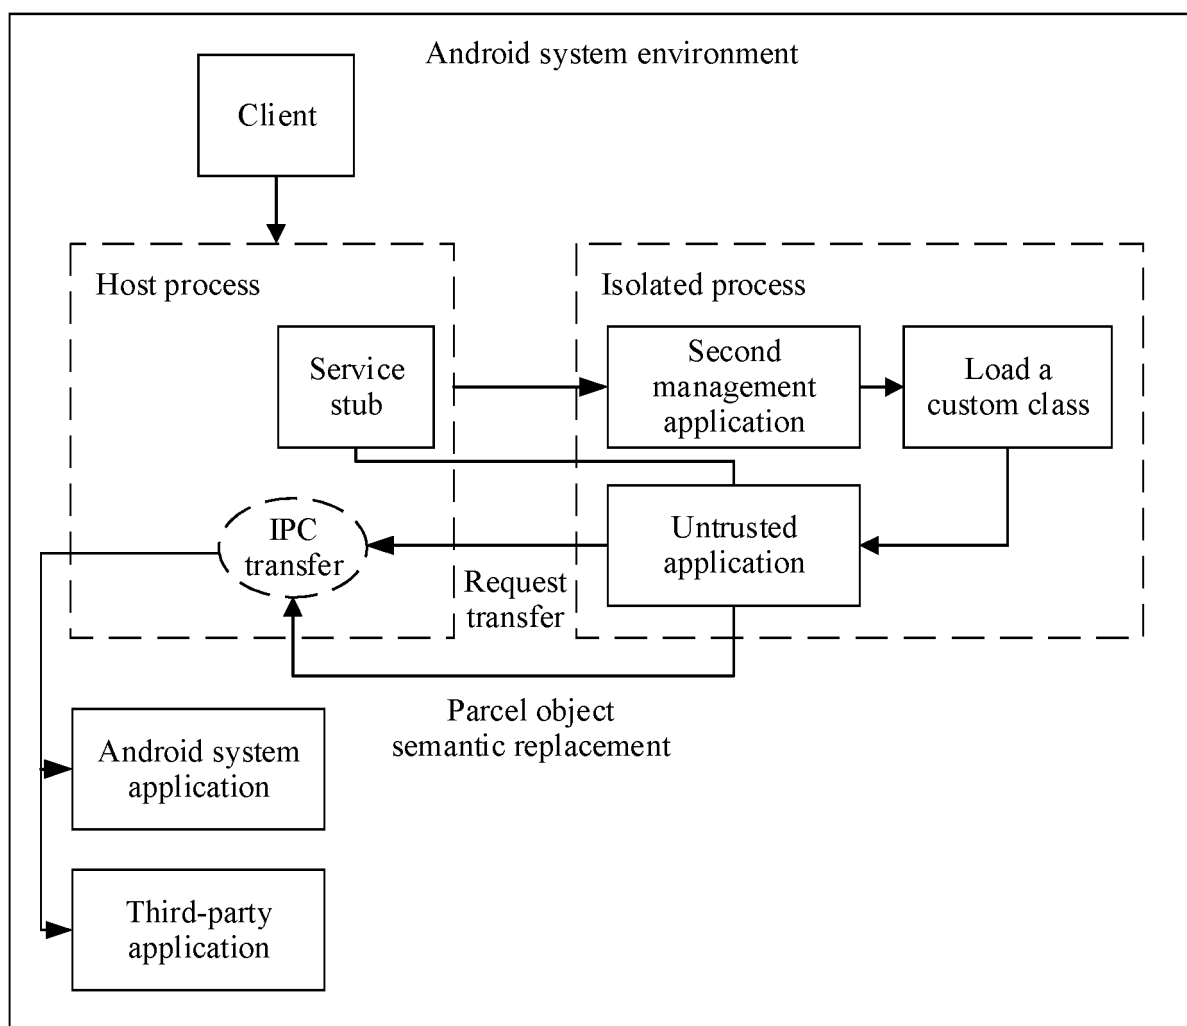 Android system environment
Client
Host process
Isolated process
Service
stub
Second
management
application
Load a
custom class
IPC
transfer
Untrusted
application
Request
transfer
Parcel object
semantic replacement
Android system
application
Third-party
application